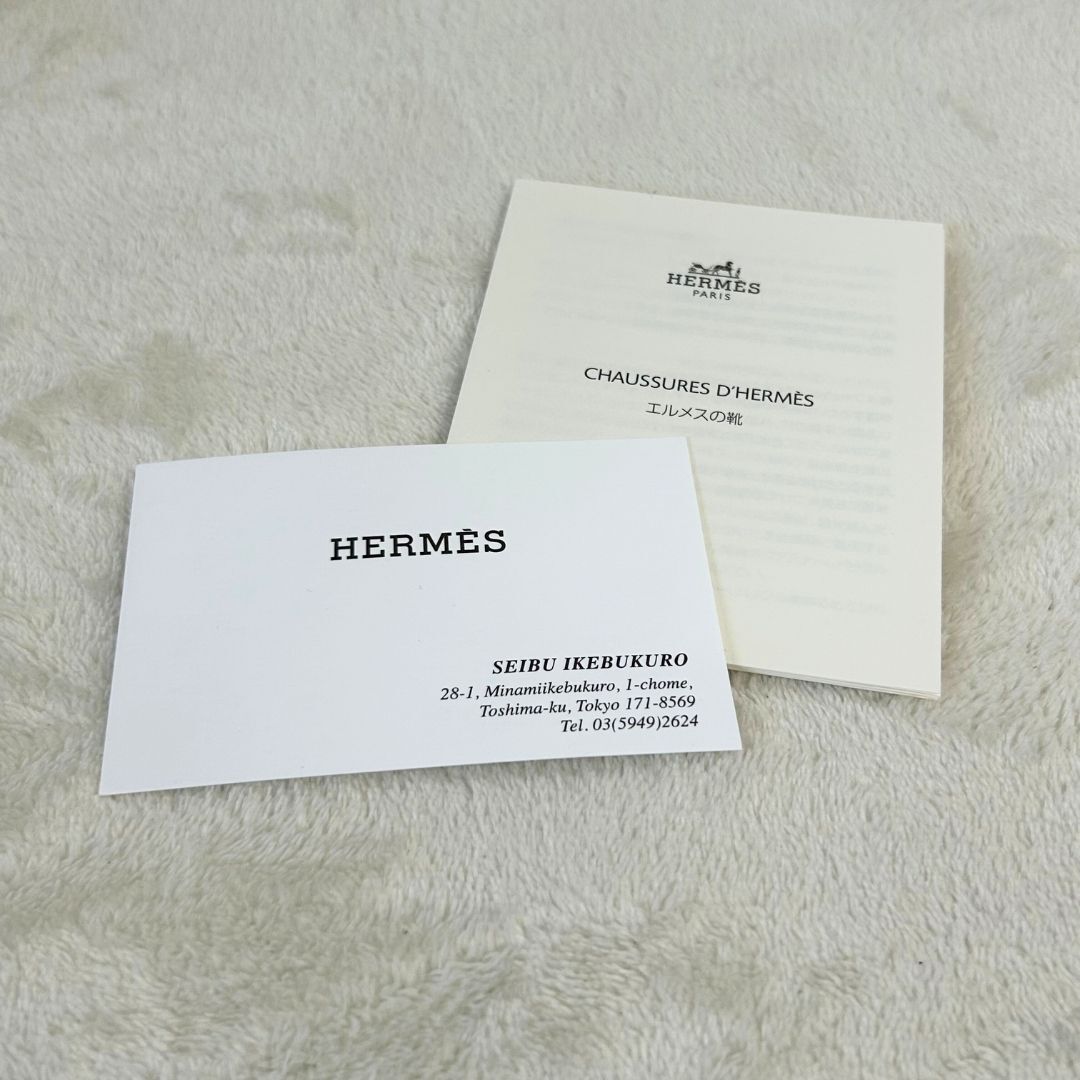 HERMÈS
PARIS
CHAUSSURES D'HERMÈS
エルメスの靴
HERMÈS
SEIBU IKEBUKURO
28-1, Minamiikebukuro, 1-chome,
Toshima-ku, Tokyo 171-8569
Tel. 03(5949)2624